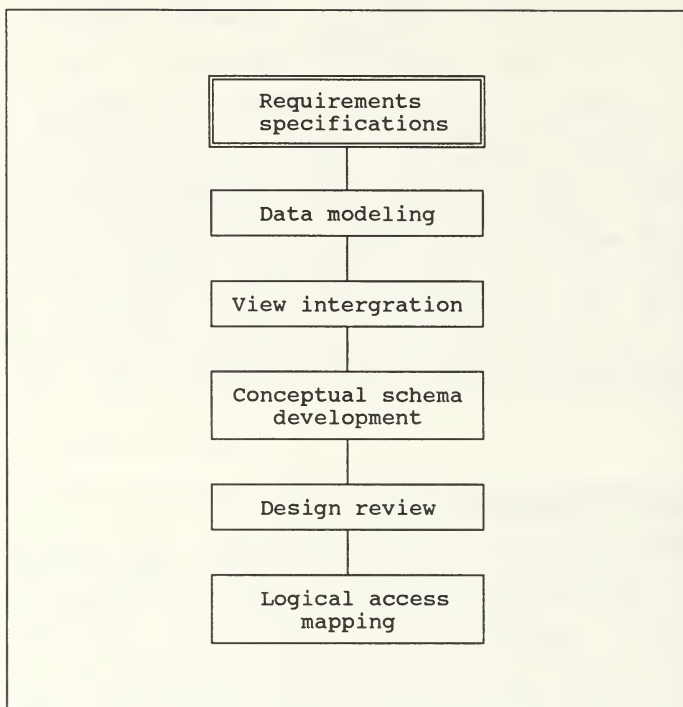 Requirements
specifications
Data modeling
View intergration
Conceptual schema
development
Design review
Logical access
mapping